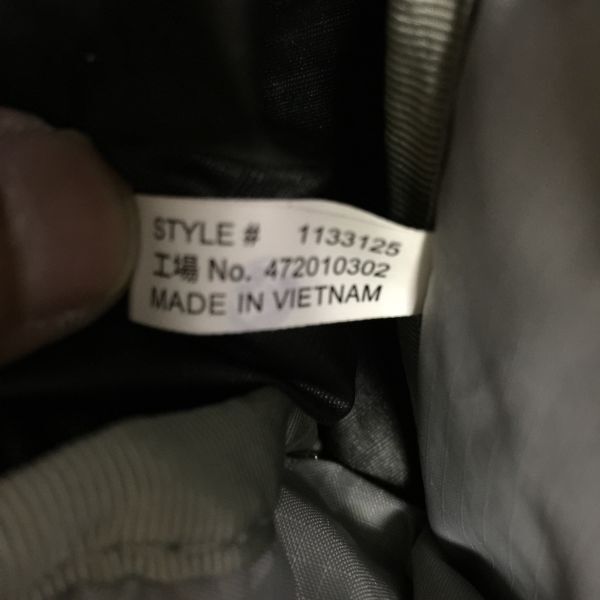 STYLE # 1133125
工場 No. 472010302
MADE IN VIETNAM